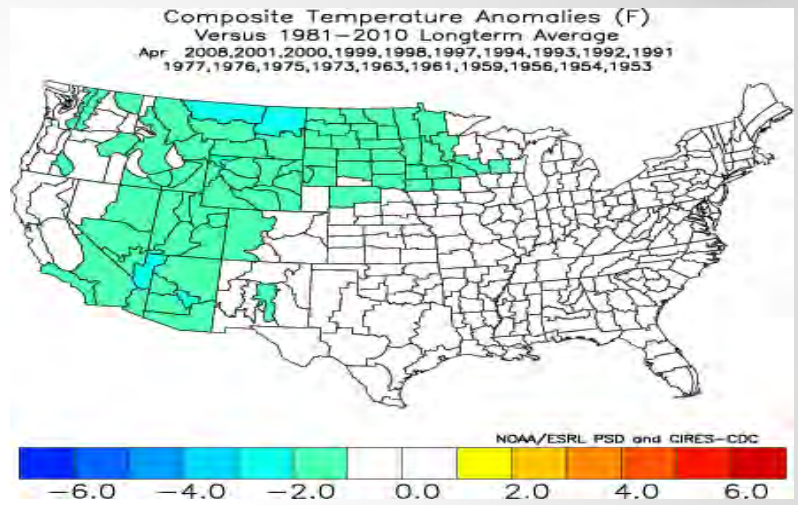 Composite Temperature Anomalies (F)
Versus 1981−2010 Longterm Average
Apr 2008,2001,2000,1999,1998,1997,1994,1993,1992,1991
1977,1976,1975,1973,1963,1961,1959,1956,1954,1953
NOAA/ESRL PSD and CIRES−CDC
−6.0 −4.0 −2.0 0.0 2.0 4.0 6.0